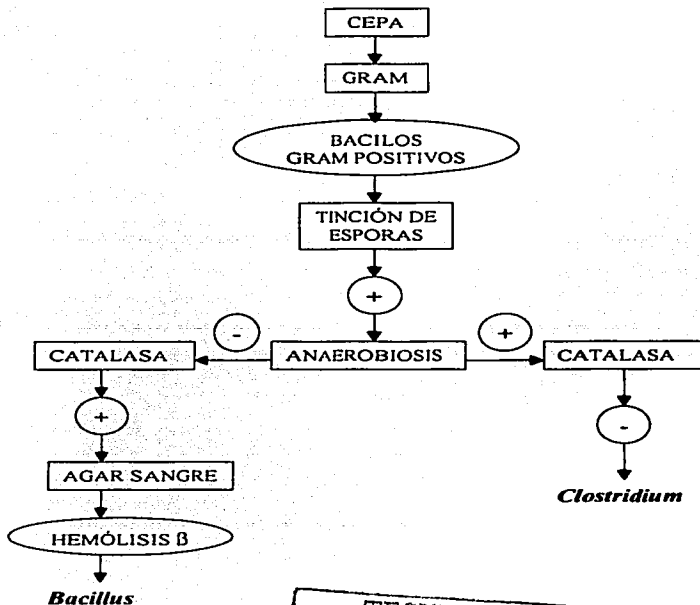 CEPA
GRAM
BACILOS
GRAM POSITIVOS
TINCIÓN DE
ESPORAS
+
-
+
CATALASA
ANAEROBIOSIS
CATALASA
+
-
AGAR SANGRE
Clostridium
HEMÓLISIS β
Bacillus